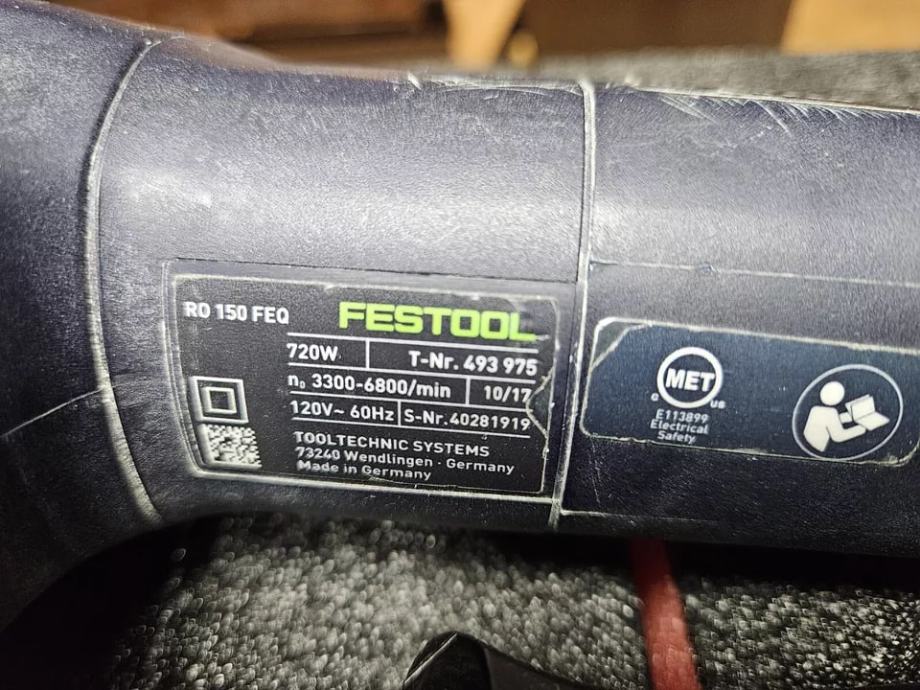 RO 150 FEQ
FESTOOL
720W
T-Nr. 493 975
n₀ 3300-6800/min
10/17
120V~ 60Hz
S-Nr.40281919
TOOLTECHNIC SYSTEMS
73240 Wendlingen · Germany
Made in Germany
MET
C US
E113899
Electrical
Safety